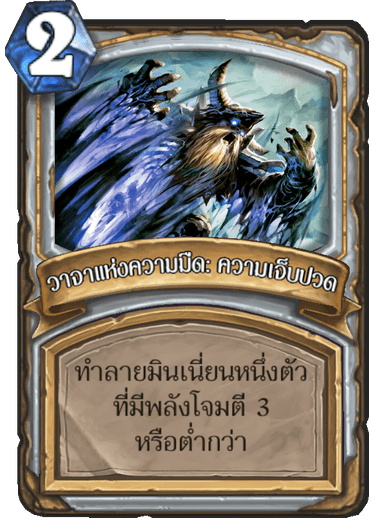 2
วาจาแห่งความมืด: ความเจ็บปวด
ทำลายมินเนี่ยนหนึ่งตัว
ที่มีพลังโจมตี 3
หรือต่ำกว่า